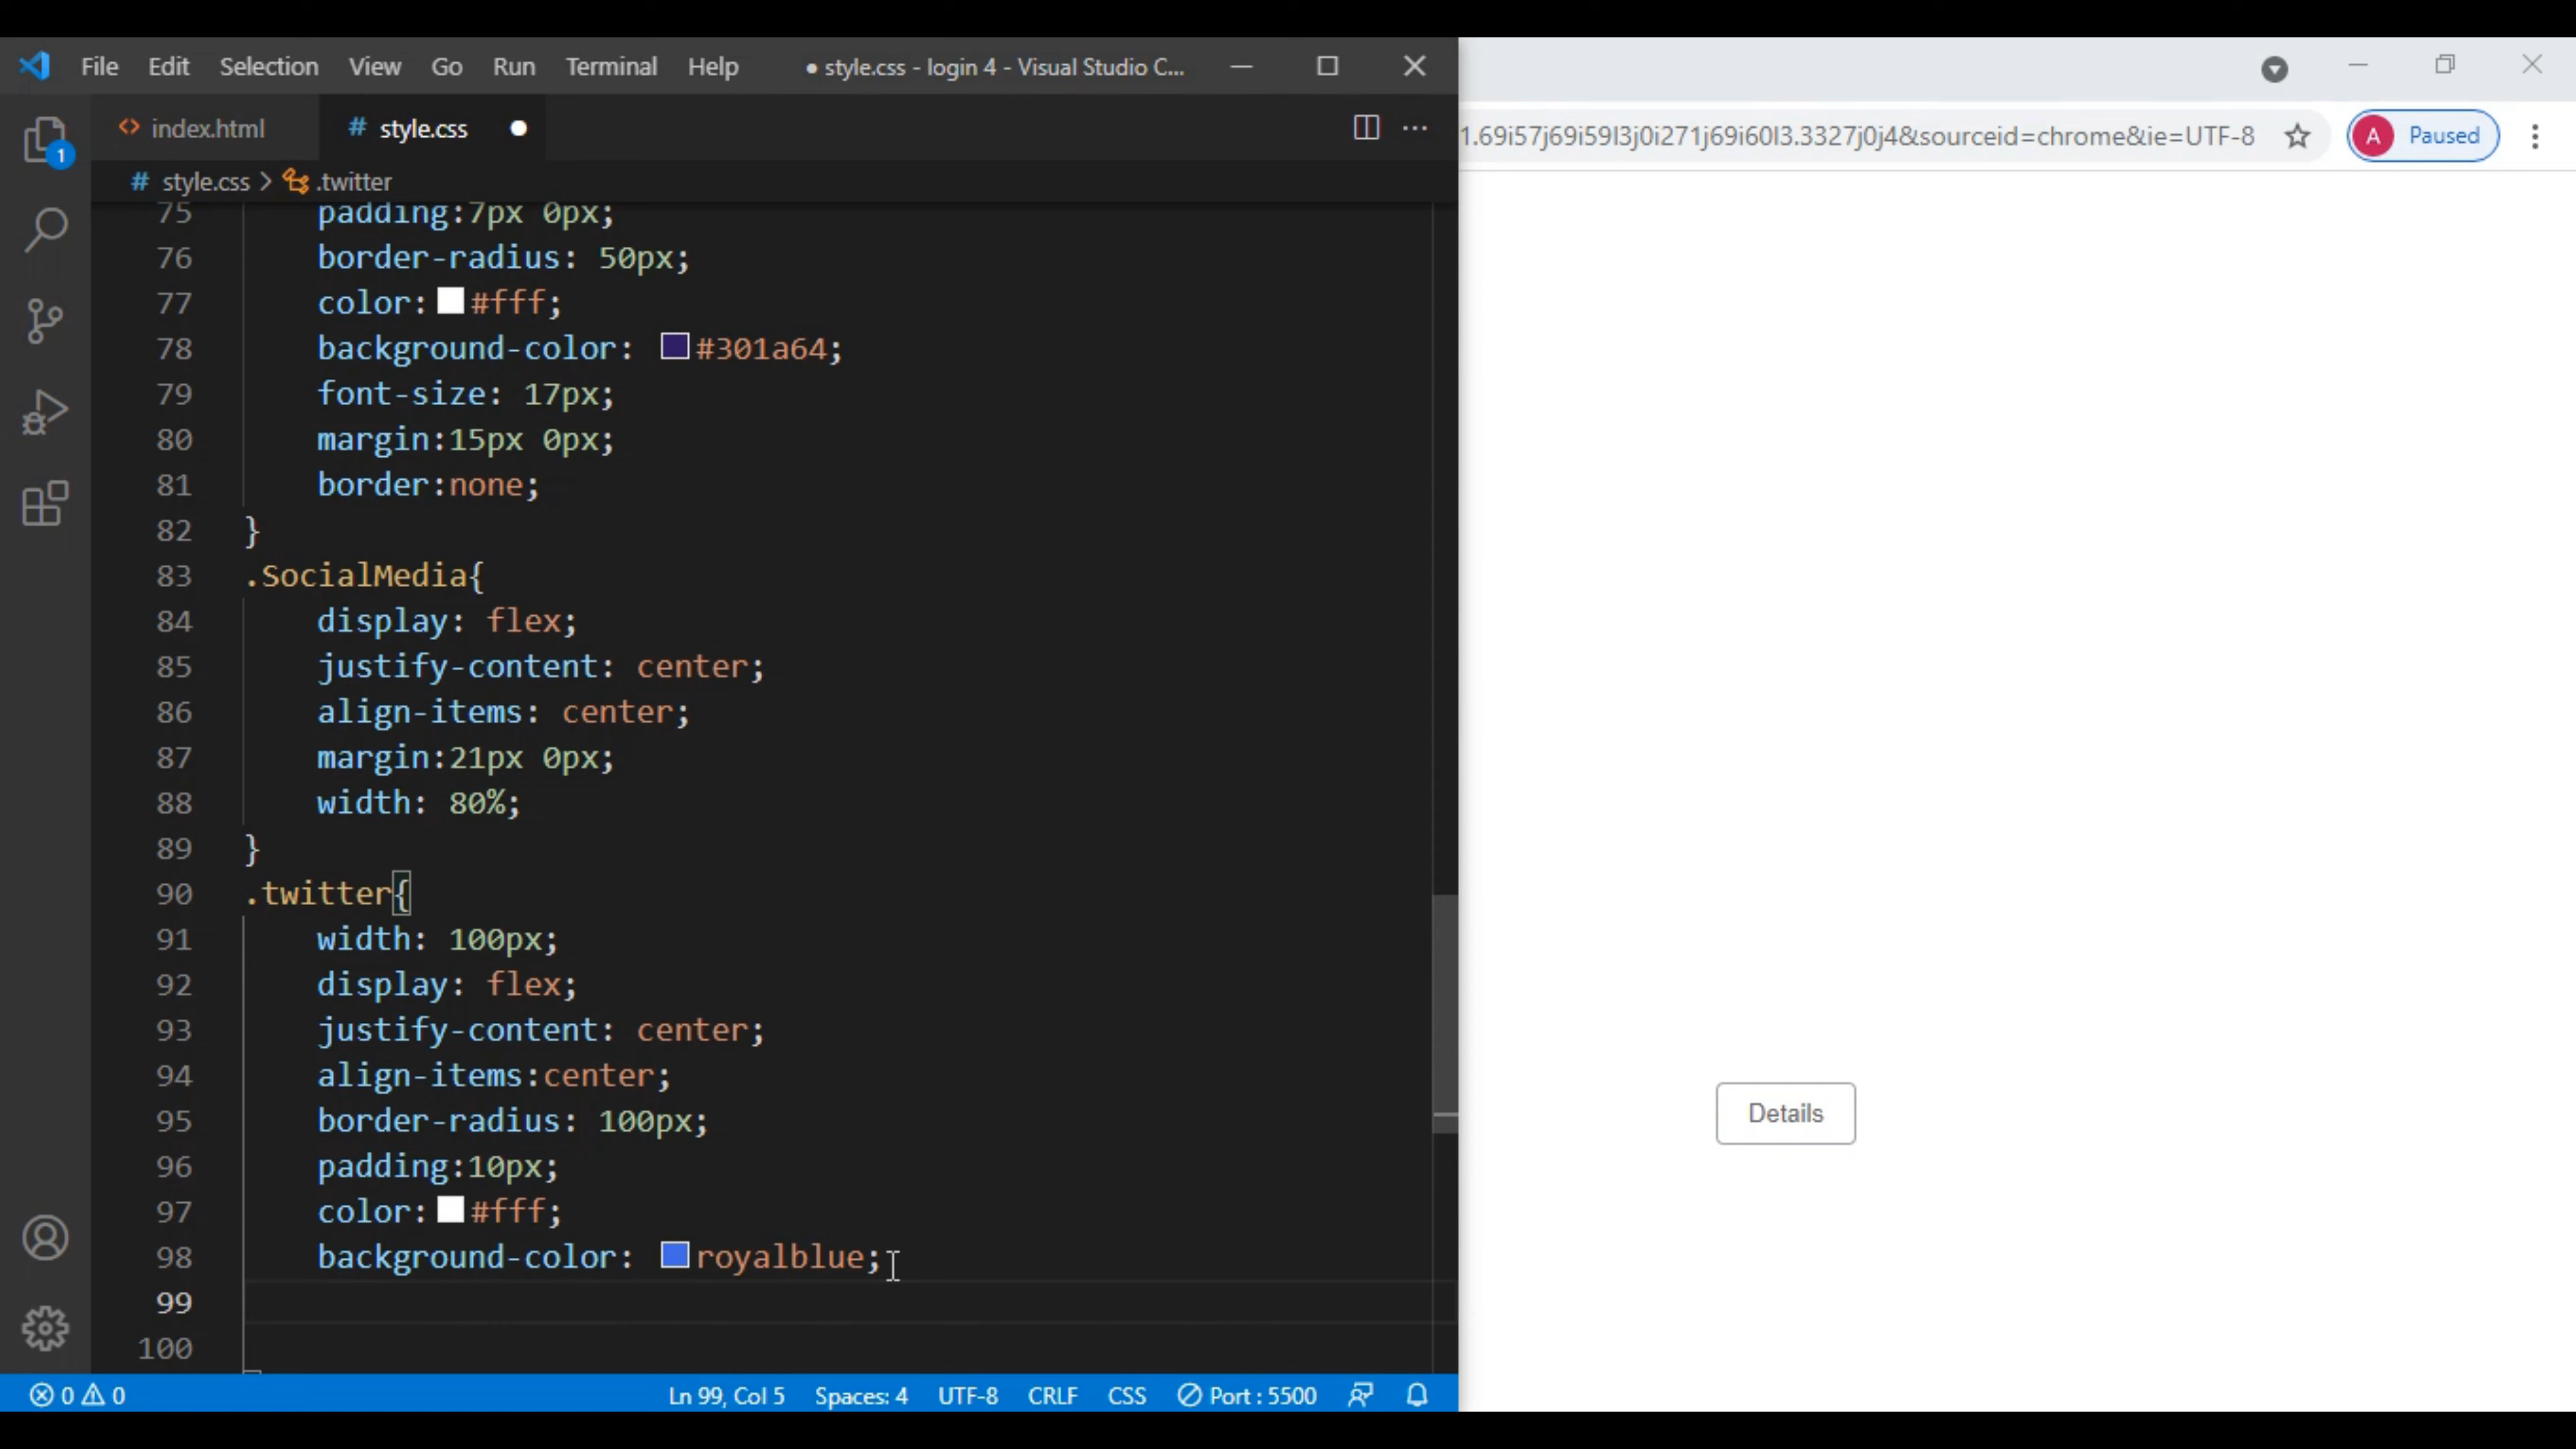 File Edit Selection View Go Run Terminal Help ● style.css - login 4 - Visual Studio C...
index.html # style.css
# style.css > .twitter
75 padding:7px 0px;
76 border-radius: 50px;
77 color: #fff;
78 background-color: #301a64;
79 font-size: 17px;
80 margin:15px 0px;
81 border:none;
82 }
83 .SocialMedia{
84 display: flex;
85 justify-content: center;
86 align-items: center;
87 margin:21px 0px;
88 width: 80%;
89 }
90 .twitter{
91 width: 100px;
92 display: flex;
93 justify-content: center;
94 align-items:center;
95 border-radius: 100px;
96 padding:10px;
97 color: #fff;
98 background-color: royalblue;
99
100
1
0 0 Ln 99, Col 5 Spaces: 4 UTF-8 CRLF CSS Port : 5500
1.69i57j69i59l3j0i271j69i60l3.3327j0j4&sourceid=chrome&ie=UTF-8 A Paused
Details